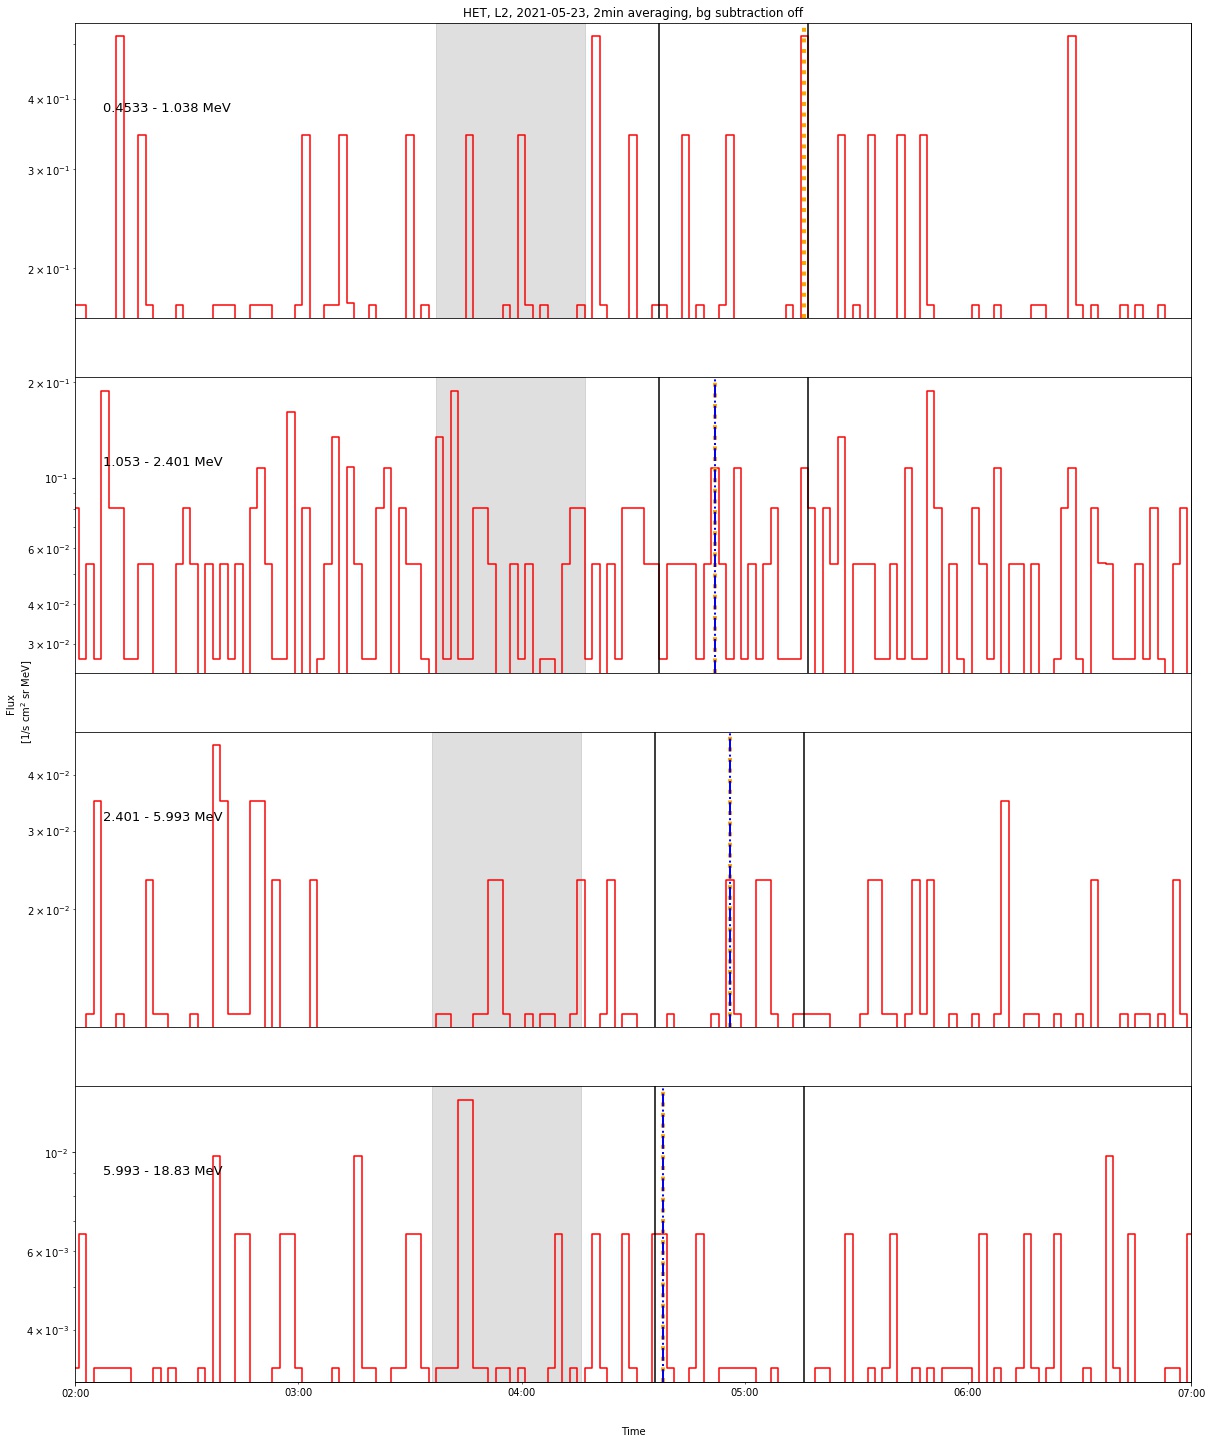 HET, L2, 2021-05-23, 2min averaging, bg subtraction off
4 × 10⁻¹
0.4533 - 1.038 MeV
3 × 10⁻¹
2 × 10⁻¹
2 × 10⁻¹
1.053 - 2.401 MeV
10⁻¹
6 × 10⁻²
4 × 10⁻²
3 × 10⁻²
Flux
[1/s cm² sr MeV]
4 × 10⁻²
2.401 - 5.993 MeV
3 × 10⁻²
2 × 10⁻²
10⁻²
5.993 - 18.83 MeV
6 × 10⁻³
4 × 10⁻³
02:00 03:00 04:00 05:00 06:00 07:00
Time